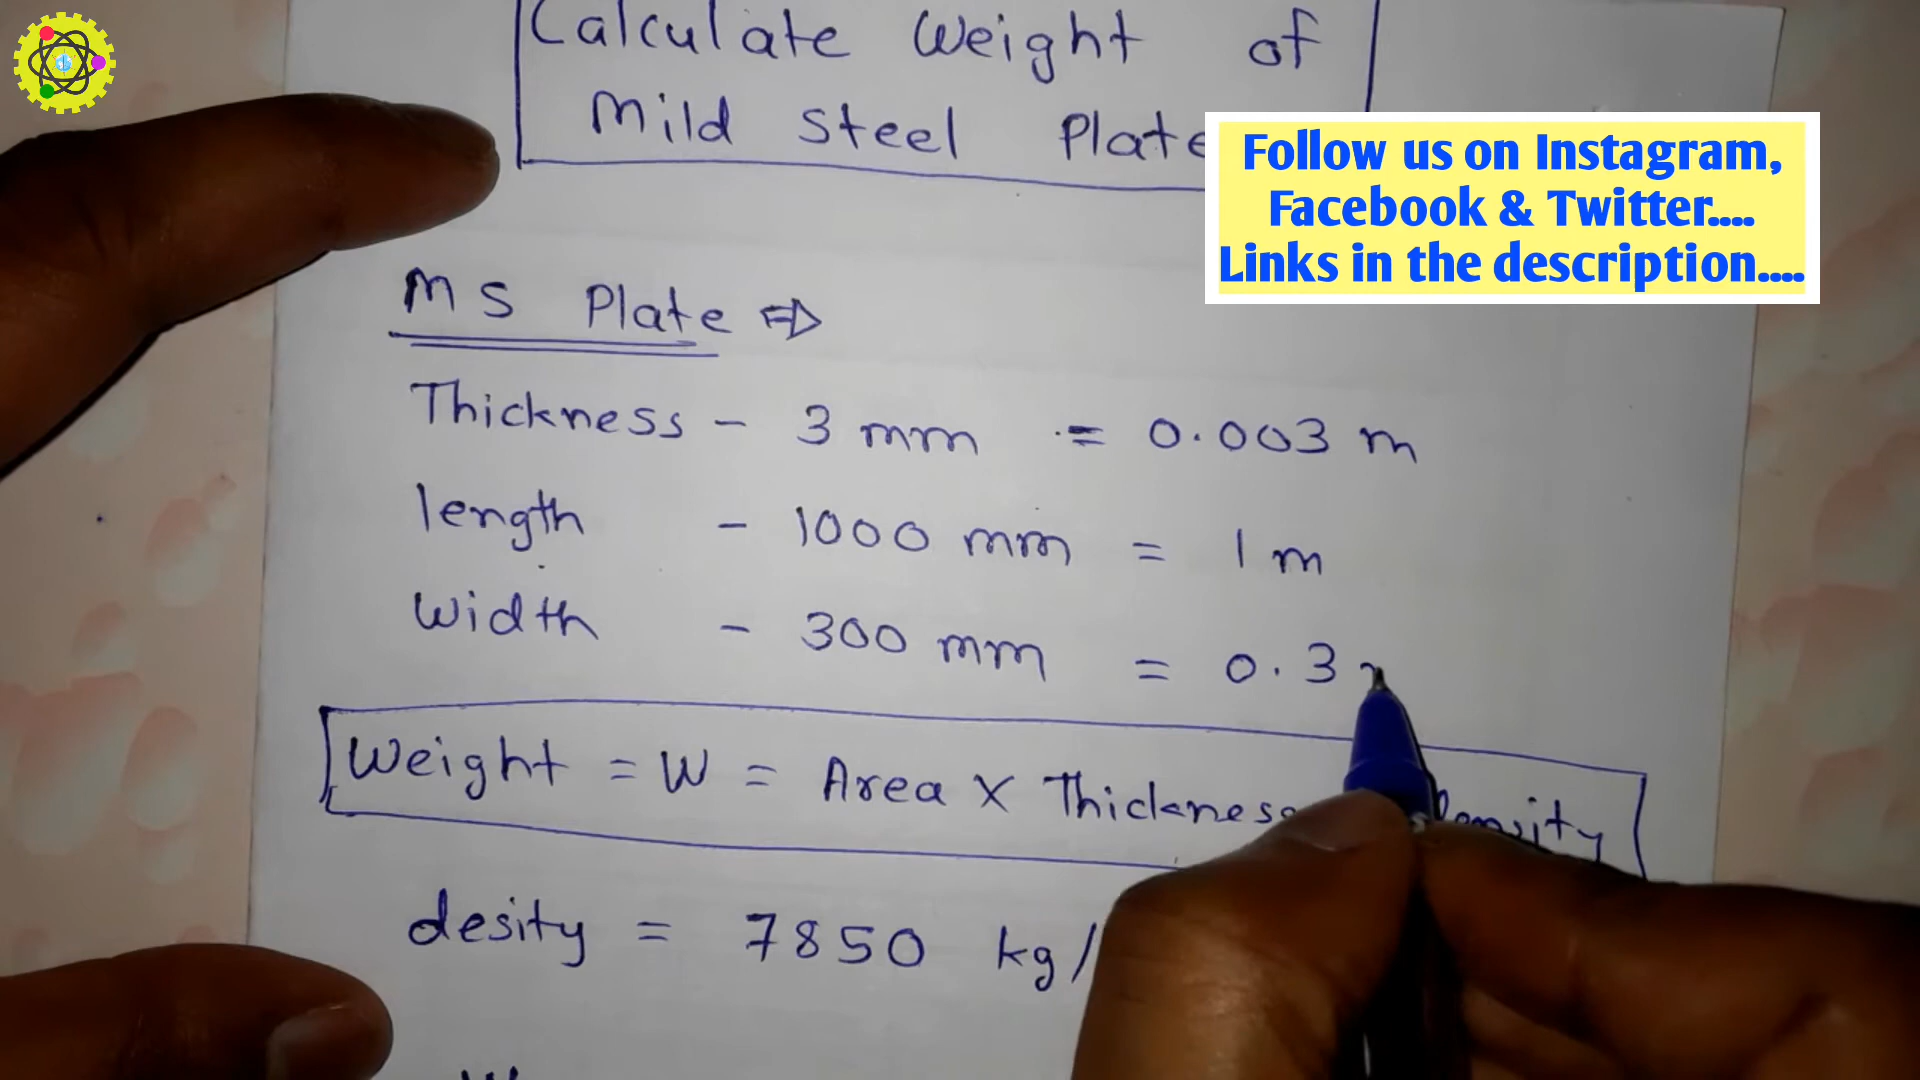 Calculate Weight of
Mild Steel Plate
Follow us on Instagram,
Facebook & Twitter....
Links in the description....
MS Plate ⇒
Thickness - 3 mm = 0.003 m
length - 1000 mm = 1 m
width - 300 mm = 0.3
Weight = W = Area X Thickness
desity = 7850 kg/